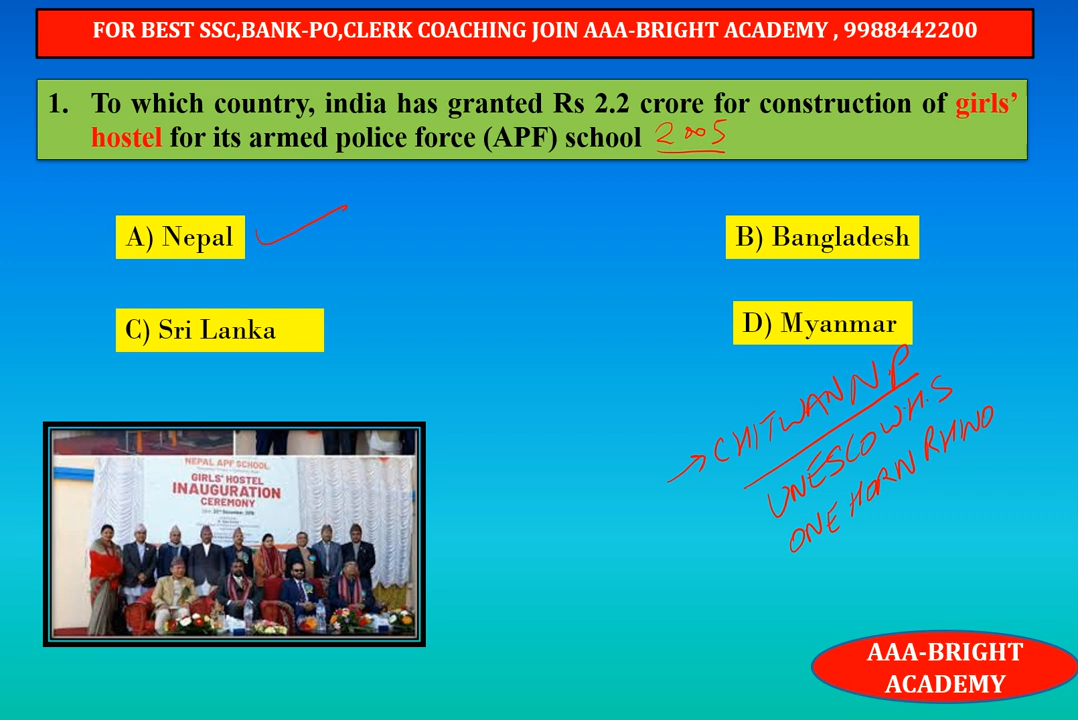 FOR BEST SSC,BANK-PO,CLERK COACHING JOIN AAA-BRIGHT ACADEMY , 9988442200
1. To which country, india has granted Rs 2.2 crore for construction of girls'
hostel for its armed police force (APF) school 2005
A) Nepal
B) Bangladesh
C) Sri Lanka
D) Myanmar
→ CHITWAN N.P
UNESCO W.H.S
ONE HORN RHINO
NEPAL APF SCHOOL
GIRLS' HOSTEL
INAUGURATION
CEREMONY
AAA-BRIGHT
ACADEMY